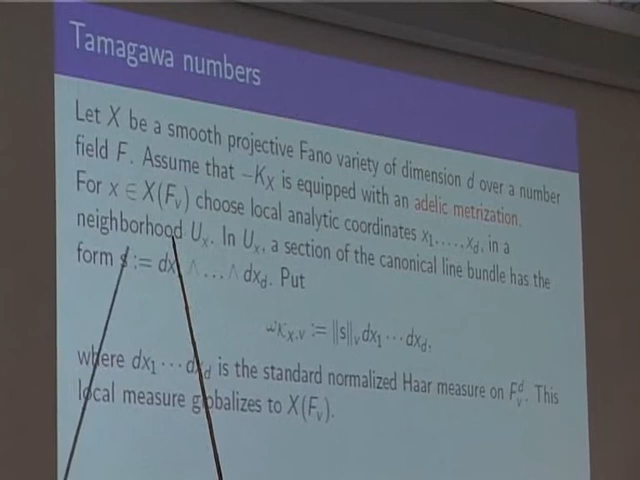 Tamagawa numbers
Let X be a smooth projective Fano variety of dimension d over a number
field F. Assume that −K_X is equipped with an adelic metrization.
For x ∈ X(F_v) choose local analytic coordinates x_1, . . . , x_d, in a
neighborhood U_x. In U_x, a section of the canonical line bundle has the
form s := dx_1 ∧ . . . ∧ dx_d. Put
ω_{K_X,v} := ‖s‖_v dx_1 · · · dx_d,
where dx_1 · · · dx_d is the standard normalized Haar measure on F_v^d. This
local measure globalizes to X(F_v).